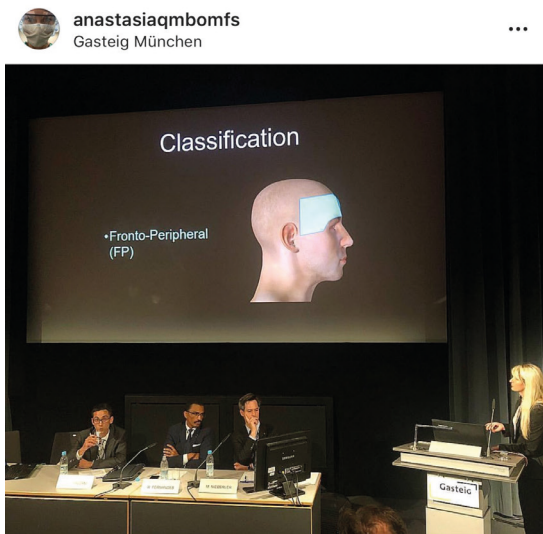 anastasiaqmbomfs
Gasteig München
Classification
•Fronto-Peripheral
(FP)
Gasteig